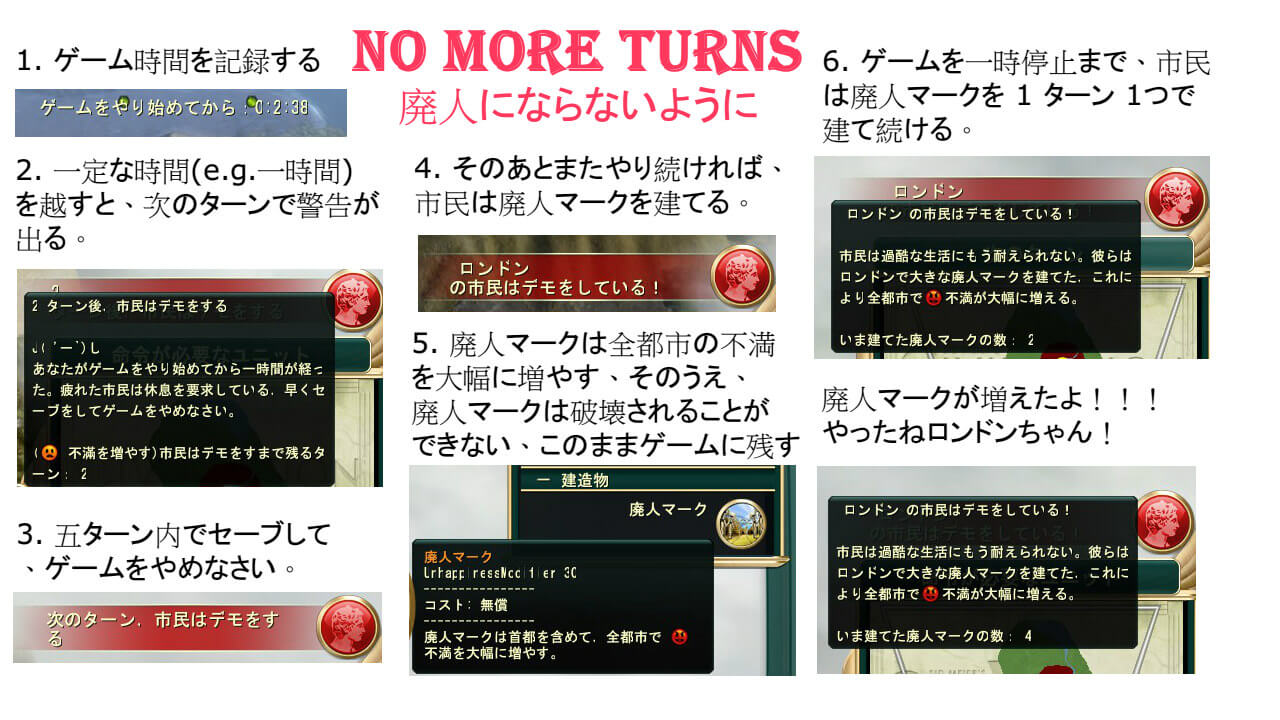 NO MORE TURNS
廃人にならないように
1. ゲーム時間を記録する
ゲームをやり始めてから：0:2:38
2. 一定な時間(e.g.一時間)
を越すと、次のターンで警告が
出る。
2 ターン後，市民はデモをする
J('ー`)し
あなたがゲームをやり始めてから一時間が経っ
た。疲れた市民は休息を要求している，早くセ
ーブをしてゲームをやめなさい。
( 不満を増やす)市民はデモをすまで残るタ
ーン： 2
3. 五ターン内でセーブして
、ゲームをやめなさい。
次のターン，市民はデモをす
る
4. そのあとまたやり続ければ、
市民は廃人マークを建てる。
ロンドン
の市民はデモをしている！
5. 廃人マークは全都市の不満
を大幅に増やす、そのうえ、
廃人マークは破壊されることが
できない、このままゲームに残す
－ 建造物
廃人マーク
廃人マーク
UnhappinessModifier 30
----------------
コスト： 無償
----------------
廃人マークは首都を含めて，全都市で
不満を大幅に増やす。
6. ゲームを一時停止まで、市民
は廃人マークを 1 ターン 1つで
建て続ける。
ロンドン
ロンドン の市民はデモをしている！
市民は過酷な生活にもう耐えられない。彼らは
ロンドンで大きな廃人マークを建てた，これに
より全都市で 不満が大幅に増える。
いま建てた廃人マークの数： 2
廃人マークが増えたよ！！！
やったねロンドンちゃん！
ロンドン の市民はデモをしている！
市民は過酷な生活にもう耐えられない。彼らは
ロンドンで大きな廃人マークを建てた，これに
より全都市で 不満が大幅に増える。
いま建てた廃人マークの数： 4